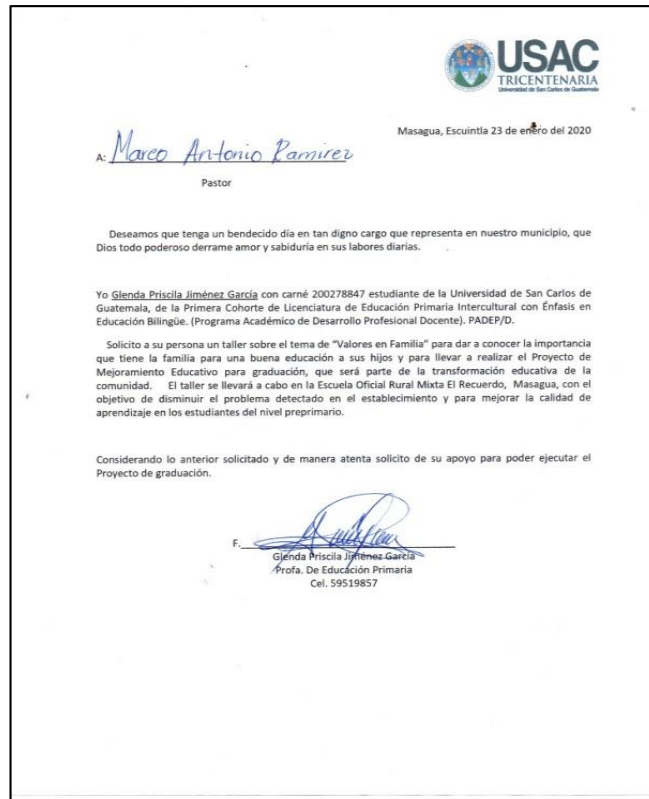 USAC
TRICENTENARIA
Universidad de San Carlos de Guatemala
Masagua, Escuintla 23 de enero del 2020
A: Marco Antonio Ramirez
Pastor
Deseamos que tenga un bendecido día en tan digno cargo que representa en nuestro municipio, que
Dios todo poderoso derrame amor y sabiduría en sus labores diarias.
Yo Glenda Priscila Jiménez García con carné 200278847 estudiante de la Universidad de San Carlos de
Guatemala, de la Primera Cohorte de Licenciatura de Educación Primaria Intercultural con Énfasis en
Educación Bilingüe. (Programa Académico de Desarrollo Profesional Docente). PADEP/D.
Solicito a su persona un taller sobre el tema de “Valores en Familia” para dar a conocer la importancia
que tiene la familia para una buena educación a sus hijos y para llevar a realizar el Proyecto de
Mejoramiento Educativo para graduación, que será parte de la transformación educativa de la
comunidad. El taller se llevará a cabo en la Escuela Oficial Rural Mixta El Recuerdo, Masagua, con el
objetivo de disminuir el problema detectado en el establecimiento y para mejorar la calidad de
aprendizaje en los estudiantes del nivel preprimario.
Considerando lo anterior solicitado y de manera atenta solicito de su apoyo para poder ejecutar el
Proyecto de graduación.
F.
Glenda Priscila Jiménez García
Profa. De Educación Primaria
Cel. 59519857